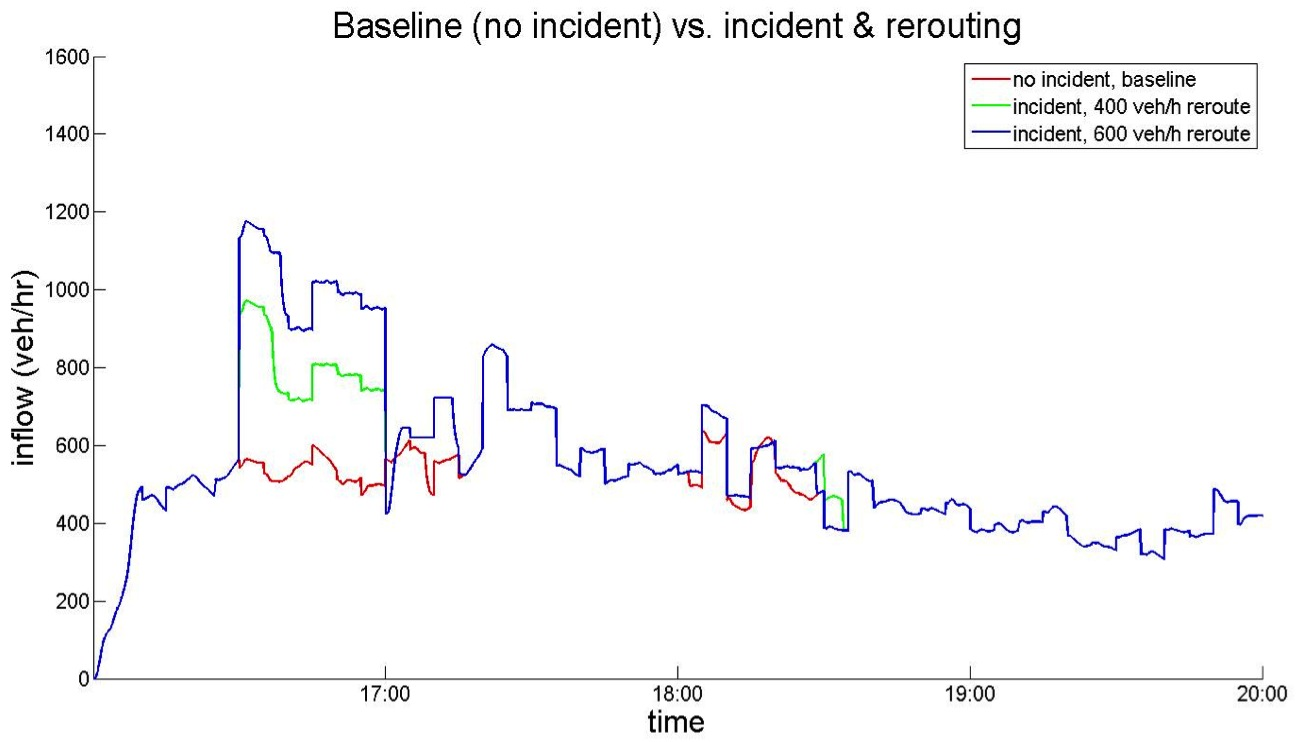 Baseline (no incident) vs. incident & rerouting
no incident, baseline
incident, 400 veh/h reroute
incident, 600 veh/h reroute
inflow (veh/hr)
1600
1400
1200
1000
800
600
400
200
0
17:00 18:00 19:00 20:00
time